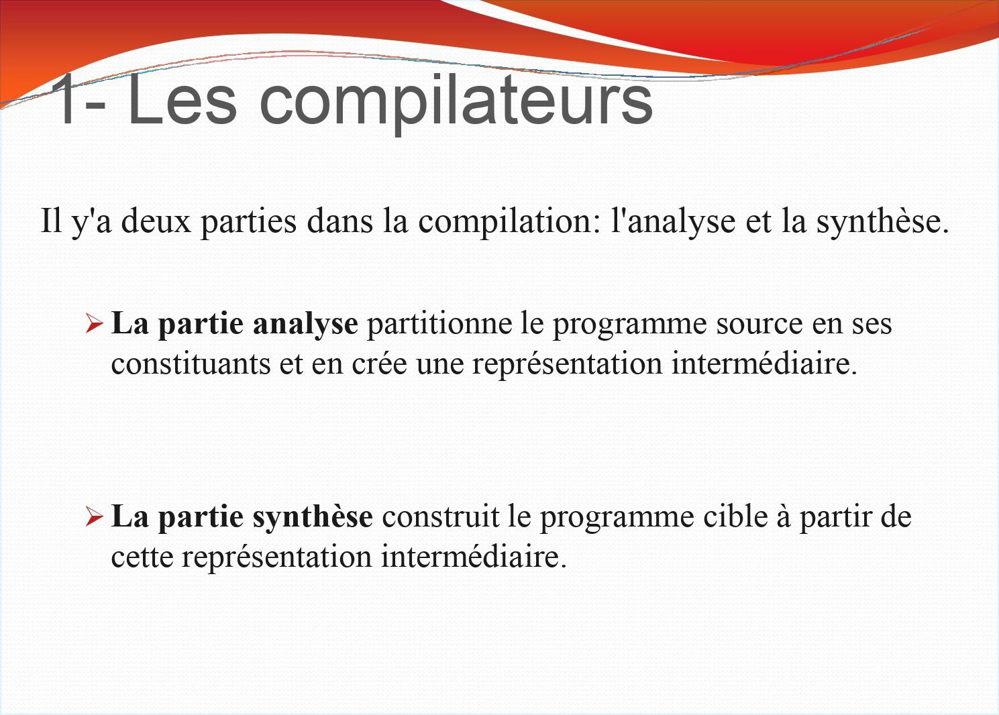 1- Les compilateurs
Il y'a deux parties dans la compilation: l'analyse et la synthèse.
La partie analyse partitionne le programme source en ses
constituants et en crée une représentation intermédiaire.
La partie synthèse construit le programme cible à partir de
cette représentation intermédiaire.